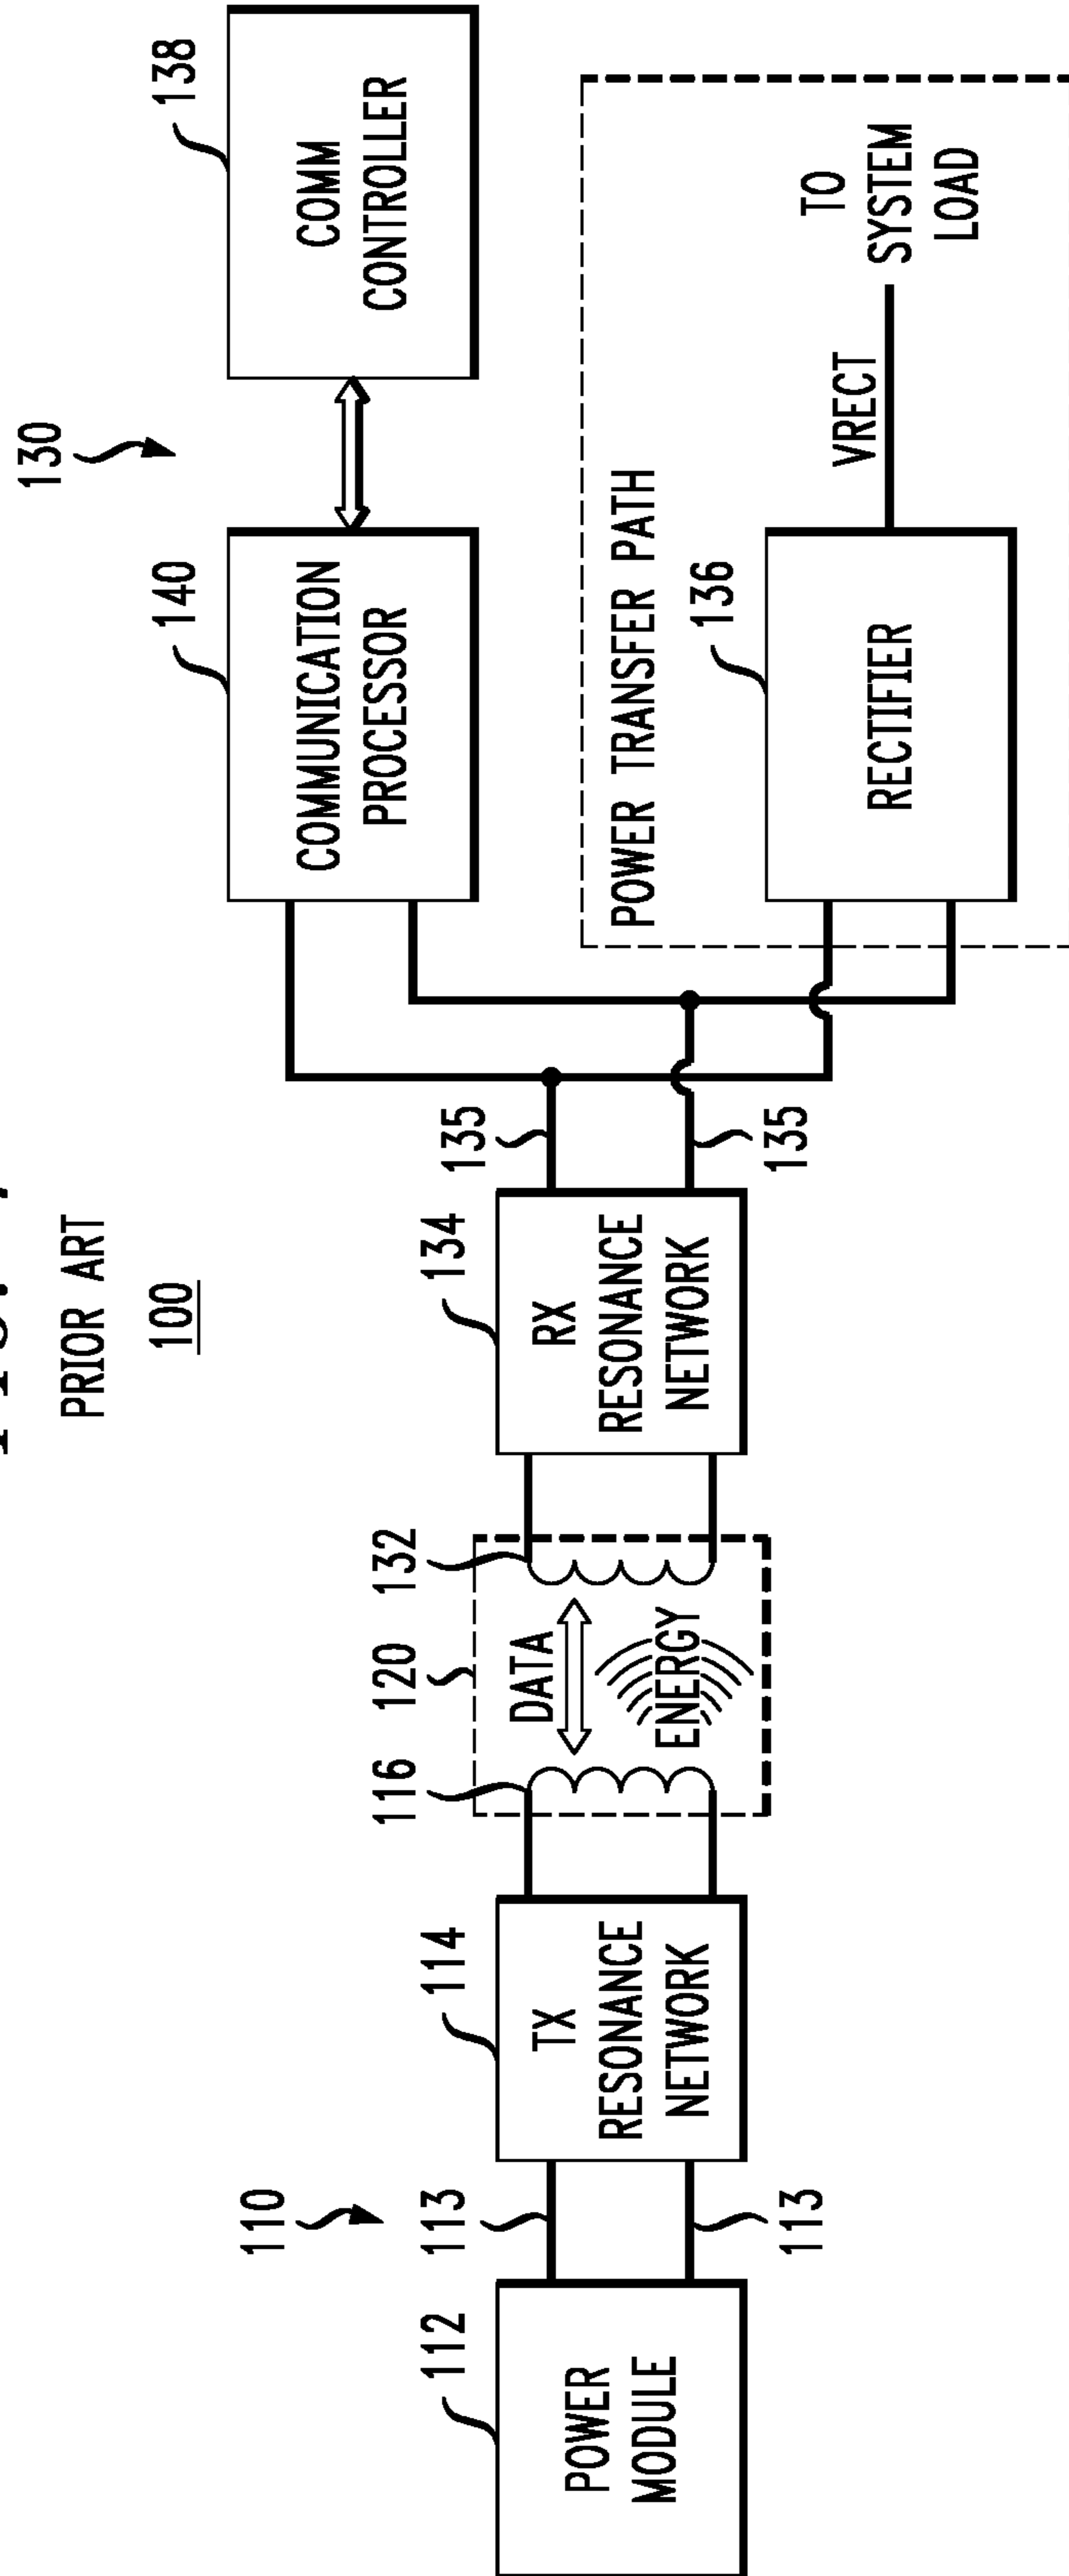 PRIOR ART
100
110
130
112
POWER
MODULE
113
113
114
TX
RESONANCE
NETWORK
116
120
132
DATA
ENERGY
134
RX
RESONANCE
NETWORK
135
135
140
COMMUNICATION
PROCESSOR
138
COMM
CONTROLLER
POWER TRANSFER PATH
136
RECTIFIER
VRECT
TO
SYSTEM
LOAD